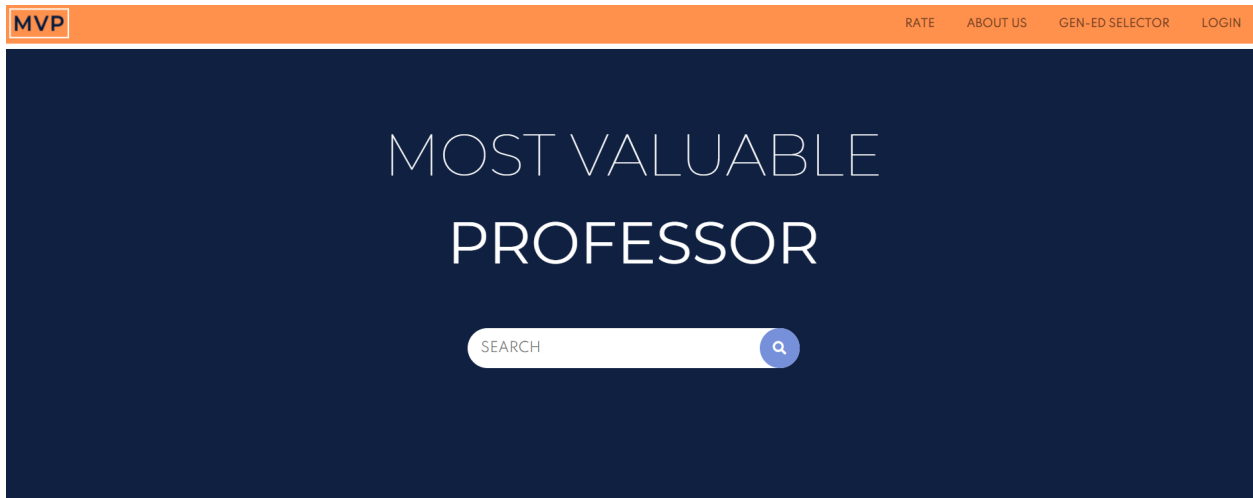 MVP
RATE ABOUT US GEN-ED SELECTOR LOGIN
MOST VALUABLE
PROFESSOR
SEARCH